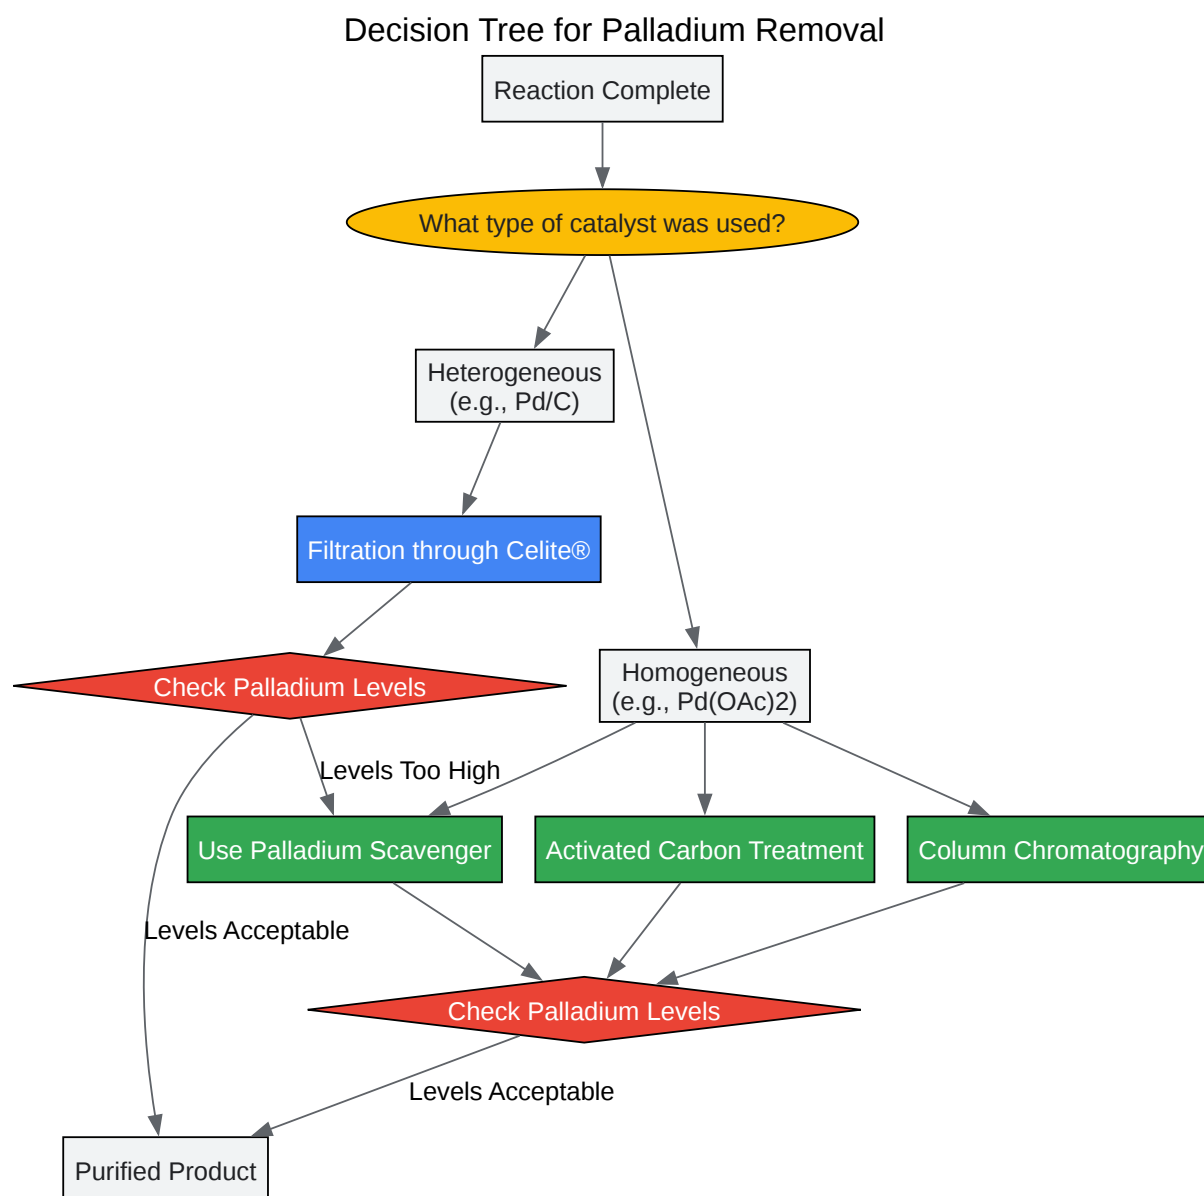 Decision Tree for Palladium Removal
Reaction Complete
What type of catalyst was used?
Heterogeneous
(e.g., Pd/C)
Filtration through Celite®
Check Palladium Levels
Homogeneous
(e.g., Pd(OAc)2)
Levels Too High
Use Palladium Scavenger
Activated Carbon Treatment
Column Chromatography
Levels Acceptable
Check Palladium Levels
Levels Acceptable
Purified Product